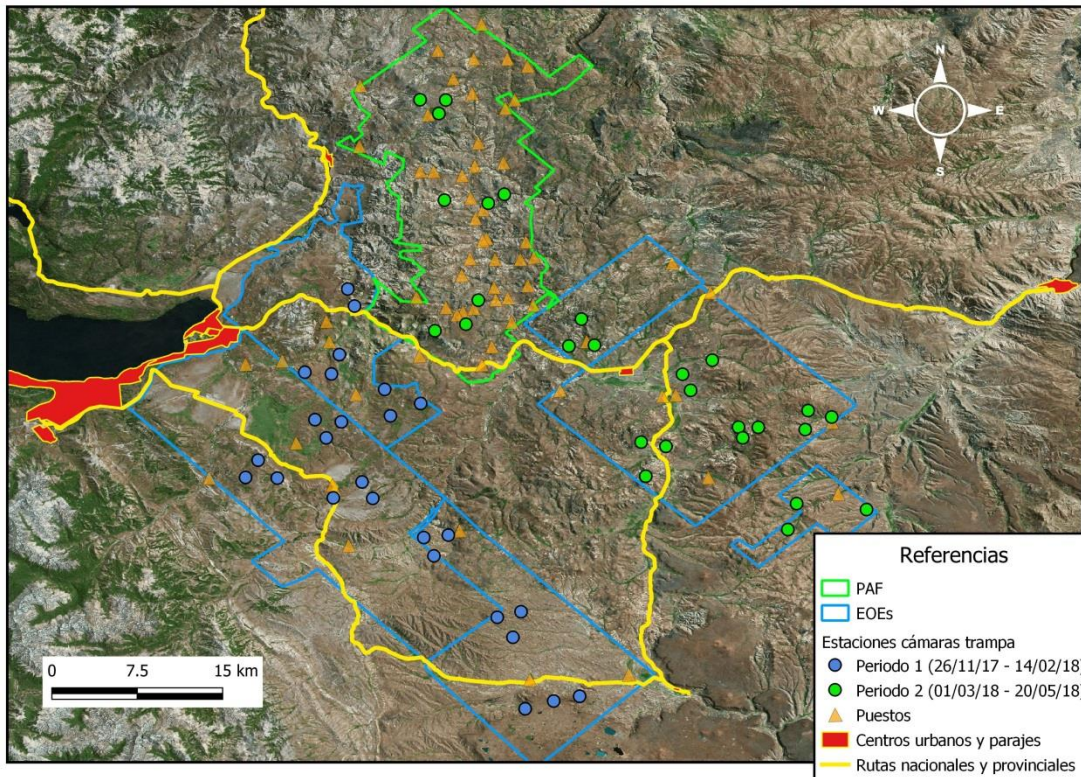 N
W E
S
Referencias
PAF
EOEs
Estaciones cámaras trampa
Periodo 1 (26/11/17 - 14/02/18)
Periodo 2 (01/03/18 - 20/05/18)
Puestos
Centros urbanos y parajes
Rutas nacionales y provinciales
0 7.5 15 km